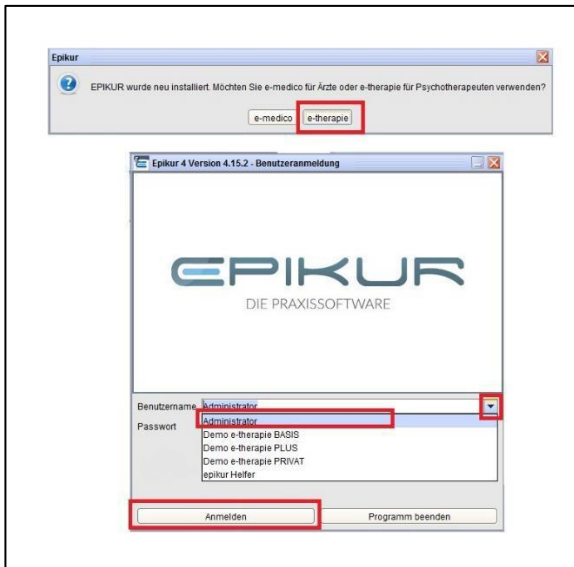 Epikur
EPIKUR wurde neu installiert. Möchten Sie e-medico für Ärzte oder e-therapie für Psychotherapeuten verwenden?
e-medico e-therapie
Epikur 4 Version 4.15.2 - Benutzeranmeldung
EPIKUR
DIE PRAXISSOFTWARE
Benutzername Administrator
Administrator
Passwort
Demo e-therapie BASIS
Demo e-therapie PLUS
Demo e-therapie PRIVAT
epikur Helfer
Anmelden Programm beenden